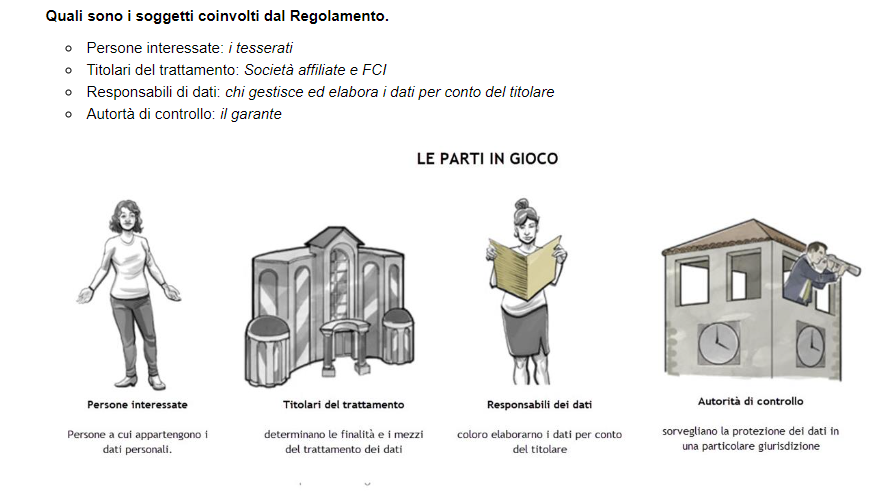 Quali sono i soggetti coinvolti dal Regolamento.
Persone interessate: i tesserati
Titolari del trattamento: Società affiliate e FCI
Responsabili di dati: chi gestisce ed elabora i dati per conto del titolare
Autortà di controllo: il garante
LE PARTI IN GIOCO
Persone interessate
Persone a cui appartengono i
dati personali.
Titolari del trattamento
determinano le finalità e i mezzi
del trattamento dei dati
Responsabili dei dati
coloro elaborarno i dati per conto
del titolare
Autorità di controllo
sorvegliano la protezione dei dati in
una particolare giurisdizione